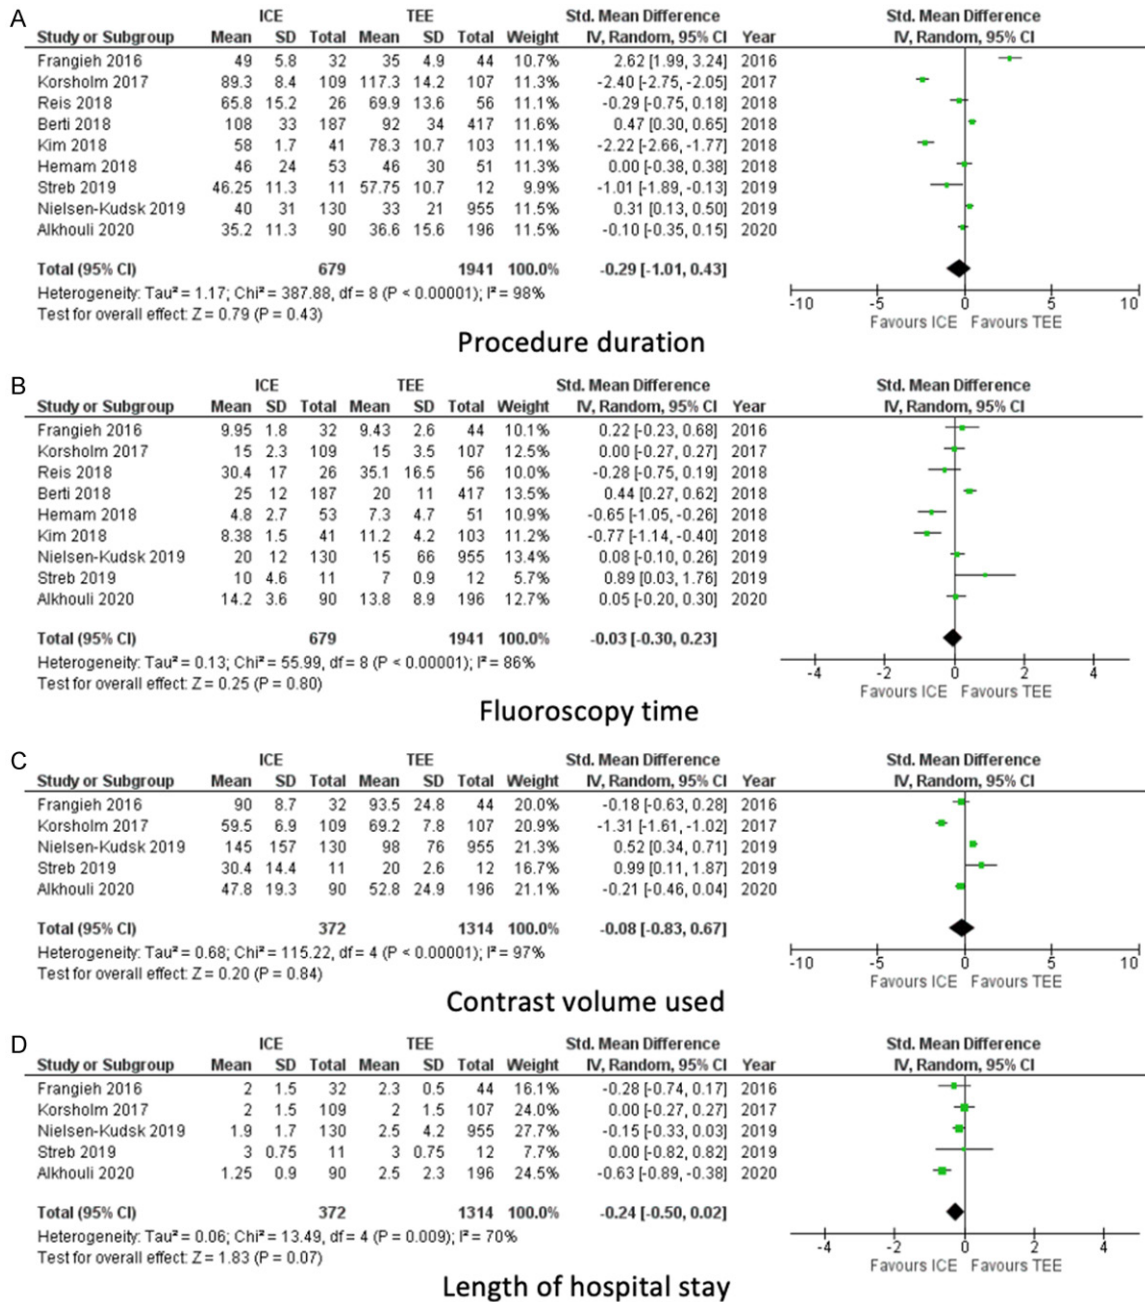 A
ICE TEE Std. Mean Difference Std. Mean Difference
Study or Subgroup Mean SD Total Mean SD Total Weight IV, Random, 95% CI Year IV, Random, 95% CI
Frangieh 2016 49 5.8 32 35 4.9 44 10.7% 2.62 [1.99, 3.24] 2016
Korsholm 2017 89.3 8.4 109 117.3 14.2 107 11.3% -2.40 [-2.75, -2.05] 2017
Reis 2018 65.8 15.2 26 69.9 13.6 56 11.1% -0.29 [-0.75, 0.18] 2018
Berti 2018 108 33 187 92 34 417 11.6% 0.47 [0.30, 0.65] 2018
Kim 2018 58 1.7 41 78.3 10.7 103 11.3% -2.22 [-2.66, -1.77] 2018
Hemam 2018 46 24 53 46 30 51 11.3% 0.00 [-0.38, 0.38] 2018
Streb 2019 46.25 11.3 11 57.75 10.7 12 9.9% -1.01 [-1.89, -0.13] 2019
Nielsen-Kudsk 2019 40 31 130 33 21 955 11.5% 0.31 [0.13, 0.50] 2019
Alkhouli 2020 35.2 11.3 90 36.6 15.6 196 11.5% -0.10 [-0.35, 0.15] 2020
Total (95% CI) 679 1941 100.0% -0.29 [-1.01, 0.43]
Heterogeneity: Tau² = 1.17; Chi² = 387.88, df = 8 (P < 0.00001); I² = 98%
Test for overall effect: Z = 0.79 (P = 0.43)
-10 -5 0 5 10
Favours ICE Favours TEE
Procedure duration
B
ICE TEE Std. Mean Difference Std. Mean Difference
Study or Subgroup Mean SD Total Mean SD Total Weight IV, Random, 95% CI Year IV, Random, 95% CI
Frangieh 2016 9.95 1.8 32 9.43 2.6 44 10.1% 0.22 [-0.23, 0.68] 2016
Korsholm 2017 15 2.3 109 15 3.5 107 12.5% 0.00 [-0.27, 0.27] 2017
Reis 2018 30.4 17 26 35.1 16.5 56 10.0% -0.28 [-0.75, 0.19] 2018
Berti 2018 25 12 187 20 11 417 13.5% 0.44 [0.27, 0.62] 2018
Hemam 2018 4.8 2.7 53 7.3 4.7 51 10.9% -0.65 [-1.05, -0.26] 2018
Kim 2018 8.38 1.5 41 11.2 4.2 103 11.2% -0.77 [-1.14, -0.40] 2018
Nielsen-Kudsk 2019 20 12 130 15 66 955 13.4% 0.08 [-0.10, 0.26] 2019
Streb 2019 10 4.6 11 7 0.9 12 5.7% 0.89 [0.03, 1.76] 2019
Alkhouli 2020 14.2 3.6 90 13.8 8.9 196 12.7% 0.05 [-0.20, 0.30] 2020
Total (95% CI) 679 1941 100.0% -0.03 [-0.30, 0.23]
Heterogeneity: Tau² = 0.13; Chi² = 55.99, df = 8 (P < 0.00001); I² = 86%
Test for overall effect: Z = 0.25 (P = 0.80)
-4 -2 0 2 4
Favours ICE Favours TEE
Fluoroscopy time
C
ICE TEE Std. Mean Difference Std. Mean Difference
Study or Subgroup Mean SD Total Mean SD Total Weight IV, Random, 95% CI Year IV, Random, 95% CI
Frangieh 2016 90 8.7 32 93.5 24.8 44 20.0% -0.18 [-0.63, 0.28] 2016
Korsholm 2017 59.5 6.9 109 69.2 7.8 107 20.9% -1.31 [-1.61, -1.02] 2017
Nielsen-Kudsk 2019 145 157 130 98 76 955 21.3% 0.52 [0.34, 0.71] 2019
Streb 2019 30.4 14.4 11 20 2.6 12 16.7% 0.99 [0.11, 1.87] 2019
Alkhouli 2020 47.8 19.3 90 52.8 24.9 196 21.1% -0.21 [-0.46, 0.04] 2020
Total (95% CI) 372 1314 100.0% -0.08 [-0.83, 0.67]
Heterogeneity: Tau² = 0.68; Chi² = 115.22, df = 4 (P < 0.00001); I² = 97%
Test for overall effect: Z = 0.20 (P = 0.84)
-10 -5 0 5 10
Favours ICE Favours TEE
Contrast volume used
D
ICE TEE Std. Mean Difference Std. Mean Difference
Study or Subgroup Mean SD Total Mean SD Total Weight IV, Random, 95% CI Year IV, Random, 95% CI
Frangieh 2016 2 1.5 32 2.3 0.5 44 16.1% -0.28 [-0.74, 0.17] 2016
Korsholm 2017 2 1.5 109 2 1.5 107 24.0% 0.00 [-0.27, 0.27] 2017
Nielsen-Kudsk 2019 1.9 1.7 130 2.5 4.2 955 27.7% -0.15 [-0.33, 0.03] 2019
Streb 2019 3 0.75 11 3 0.75 12 7.7% 0.00 [-0.82, 0.82] 2019
Alkhouli 2020 1.25 0.9 90 2.5 2.3 196 24.5% -0.63 [-0.89, -0.38] 2020
Total (95% CI) 372 1314 100.0% -0.24 [-0.50, 0.02]
Heterogeneity: Tau² = 0.06; Chi² = 13.49, df = 4 (P = 0.009); I² = 70%
Test for overall effect: Z = 1.83 (P = 0.07)
-4 -2 0 2 4
Favours ICE Favours TEE
Length of hospital stay